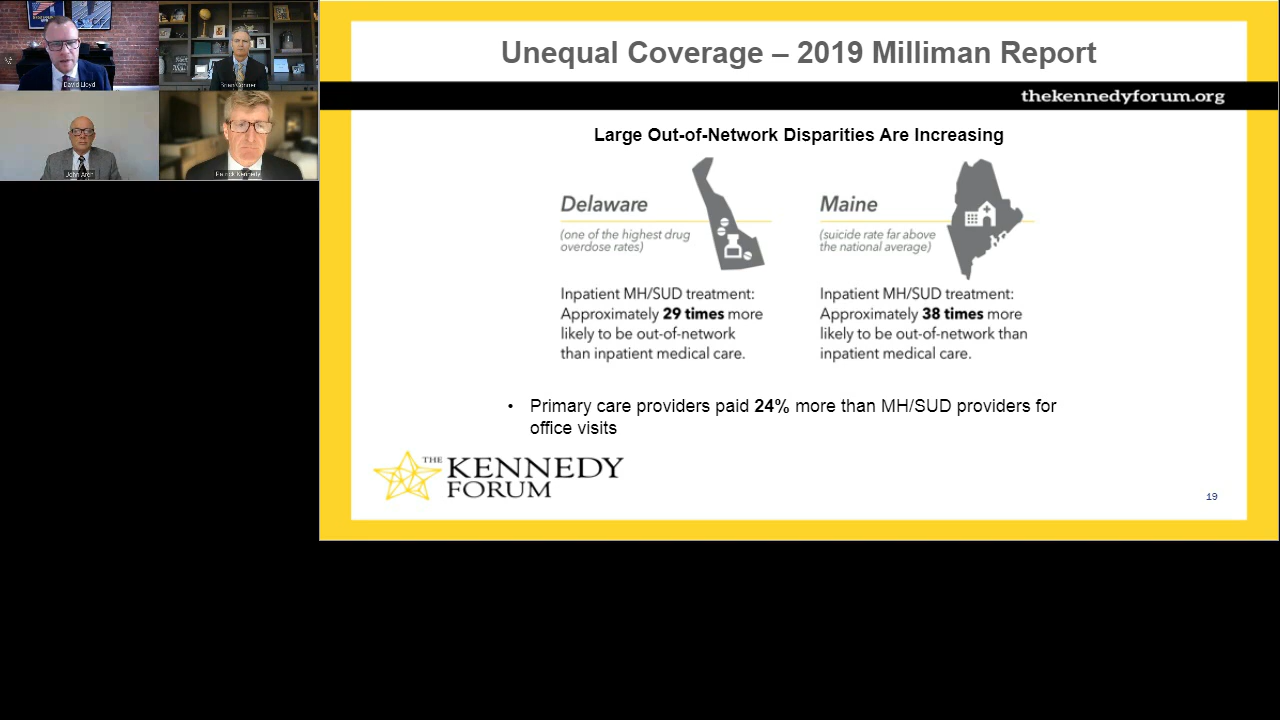 David Lloyd
Brian Conner
John Arch
Patrick Kennedy
Unequal Coverage – 2019 Milliman Report
thekennedyforum.org
Large Out-of-Network Disparities Are Increasing
Delaware
(one of the highest drug
overdose rates)
Inpatient MH/SUD treatment:
Approximately 29 times more
likely to be out-of-network
than inpatient medical care.
Maine
(suicide rate far above
the national average)
Inpatient MH/SUD treatment:
Approximately 38 times more
likely to be out-of-network than
inpatient medical care.
• Primary care providers paid 24% more than MH/SUD providers for
office visits
THE KENNEDY
FORUM
19